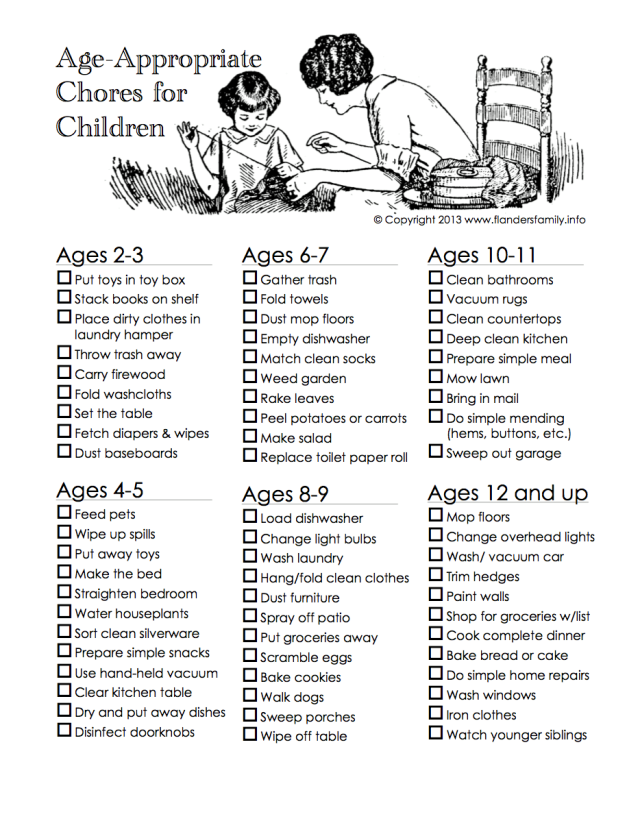 Age-Appropriate
Chores for
Children
© Copyright 2013 www.flandersfamily.info
Ages 2-3
Put toys in toy box
Stack books on shelf
Place dirty clothes in
laundry hamper
Throw trash away
Carry firewood
Fold washcloths
Set the table
Fetch diapers & wipes
Dust baseboards
Ages 4-5
Feed pets
Wipe up spills
Put away toys
Make the bed
Straighten bedroom
Water houseplants
Sort clean silverware
Prepare simple snacks
Use hand-held vacuum
Clear kitchen table
Dry and put away dishes
Disinfect doorknobs
Ages 6-7
Gather trash
Fold towels
Dust mop floors
Empty dishwasher
Match clean socks
Weed garden
Rake leaves
Peel potatoes or carrots
Make salad
Replace toilet paper roll
Ages 8-9
Load dishwasher
Change light bulbs
Wash laundry
Hang/fold clean clothes
Dust furniture
Spray off patio
Put groceries away
Scramble eggs
Bake cookies
Walk dogs
Sweep porches
Wipe off table
Ages 10-11
Clean bathrooms
Vacuum rugs
Clean countertops
Deep clean kitchen
Prepare simple meal
Mow lawn
Bring in mail
Do simple mending
(hems, buttons, etc.)
Sweep out garage
Ages 12 and up
Mop floors
Change overhead lights
Wash/ vacuum car
Trim hedges
Paint walls
Shop for groceries w/list
Cook complete dinner
Bake bread or cake
Do simple home repairs
Wash windows
Iron clothes
Watch younger siblings